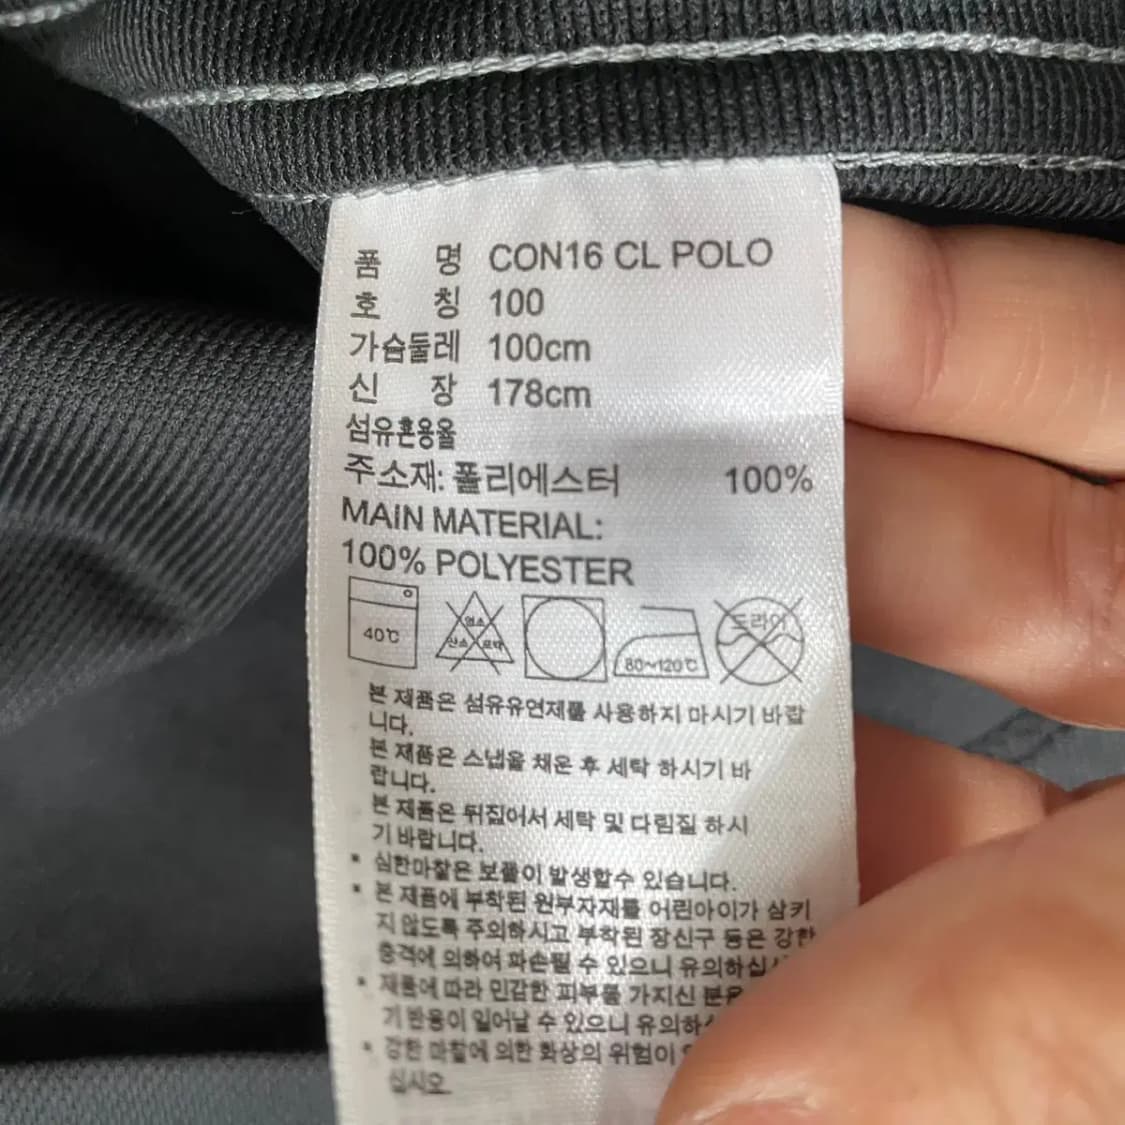 품 명 CON16 CL POLO
호 칭 100
가슴둘레 100cm
신 장 178cm
섬유혼용율
주소재: 폴리에스터 100%
MAIN MATERIAL:
100% POLYESTER
40℃ 염소 산소 표백 80~120℃ 드라이
본 제품은 섬유유연제를 사용하지 마시기 바랍
니다.
본 제품은 스냅을 채운 후 세탁 하시기 바
랍니다.
본 제품은 뒤집어서 세탁 및 다림질 하시
기 바랍니다.
▪ 심한마찰은 보풀이 발생할수 있습니다.
▪ 본 제품에 부착된 원부자재를 어린아이가 삼키
지 않도록 주의하시고 부착된 장신구 등은 강한
충격에 의하여 파손될 수 있으니 유의하십시
▪ 제품에 따라 민감한 피부를 가지신 분은
기 반응이 일어날 수 있으니 유의하
▪ 강한 마찰에 의한 화상의 위험이
십시오.